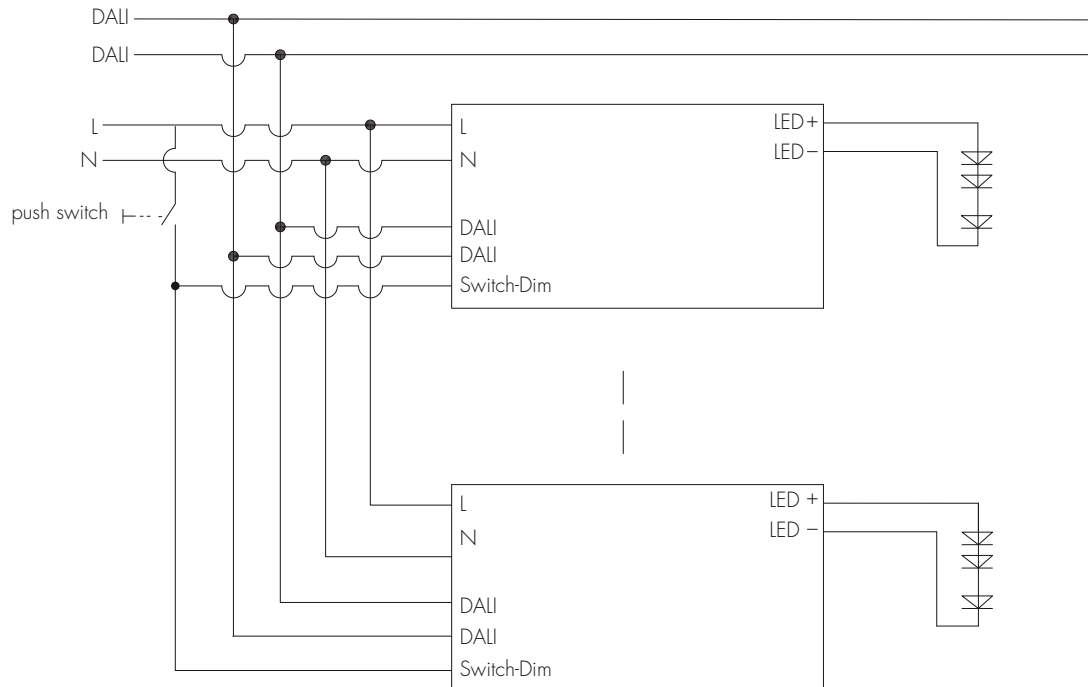 DALI
DALI
L
N
push switch
L
N
DALI
DALI
Switch-Dim
LED+
LED−
L
N
DALI
DALI
Switch-Dim
LED +
LED −